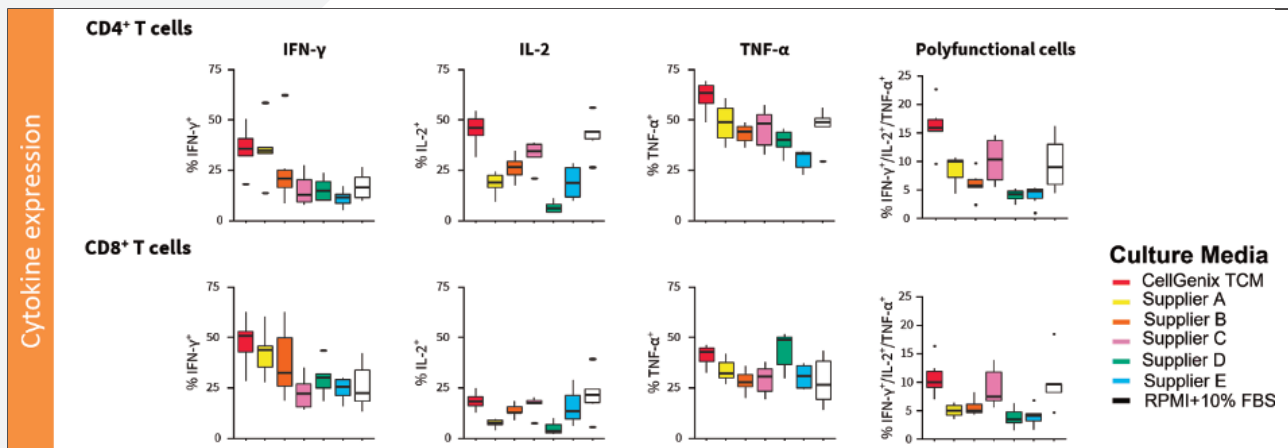 Cytokine expression
CD4⁺ T cells
IFN-γ
IL-2
TNF-α
Polyfunctional cells
% IFN-γ⁺
75
50
25
0
% IL-2⁺
75
50
25
0
% TNF-α⁺
75
50
25
0
% IFN-γ⁺/IL-2⁺/TNF-α⁺
25
20
15
10
5
0
CD8⁺ T cells
% IFN-γ⁺
75
50
25
0
% IL-2⁺
75
50
25
0
% TNF-α⁺
75
50
25
0
% IFN-γ⁺/IL-2⁺/TNF-α⁺
25
20
15
10
5
0
Culture Media
CellGenix TCM
Supplier A
Supplier B
Supplier C
Supplier D
Supplier E
RPMI+10% FBS